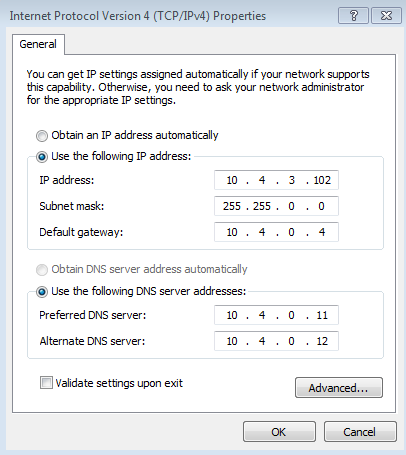 Internet Protocol Version 4 (TCP/IPv4) Properties
General
You can get IP settings assigned automatically if your network supports
this capability. Otherwise, you need to ask your network administrator
for the appropriate IP settings.
Obtain an IP address automatically
Use the following IP address:
IP address: 10 . 4 . 3 . 102
Subnet mask: 255 . 255 . 0 . 0
Default gateway: 10 . 4 . 0 . 4
Obtain DNS server address automatically
Use the following DNS server addresses:
Preferred DNS server: 10 . 4 . 0 . 11
Alternate DNS server: 10 . 4 . 0 . 12
Validate settings upon exit
Advanced...
OK Cancel